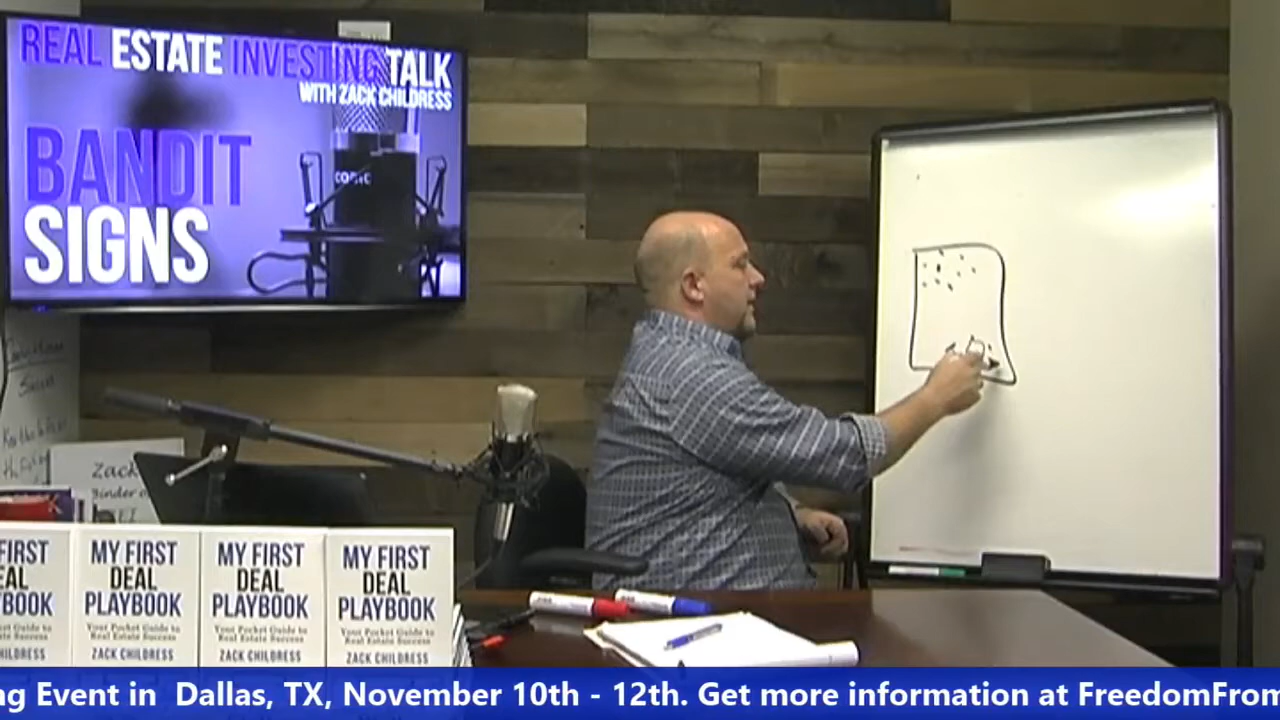 REAL ESTATE INVESTING TALK
WITH ZACK CHILDRESS
BANDIT
SIGNS
Zack
MY FIRST
DEAL
PLAYBOOK
Your Pocket Guide to
Real Estate Success
ZACK CHILDRESS
MY FIRST
DEAL
PLAYBOOK
Your Pocket Guide to
Real Estate Success
ZACK CHILDRESS
MY FIRST
DEAL
PLAYBOOK
Your Pocket Guide to
Real Estate Success
ZACK CHILDRESS
ng Event in Dallas, TX, November 10th - 12th. Get more information at FreedomFrom